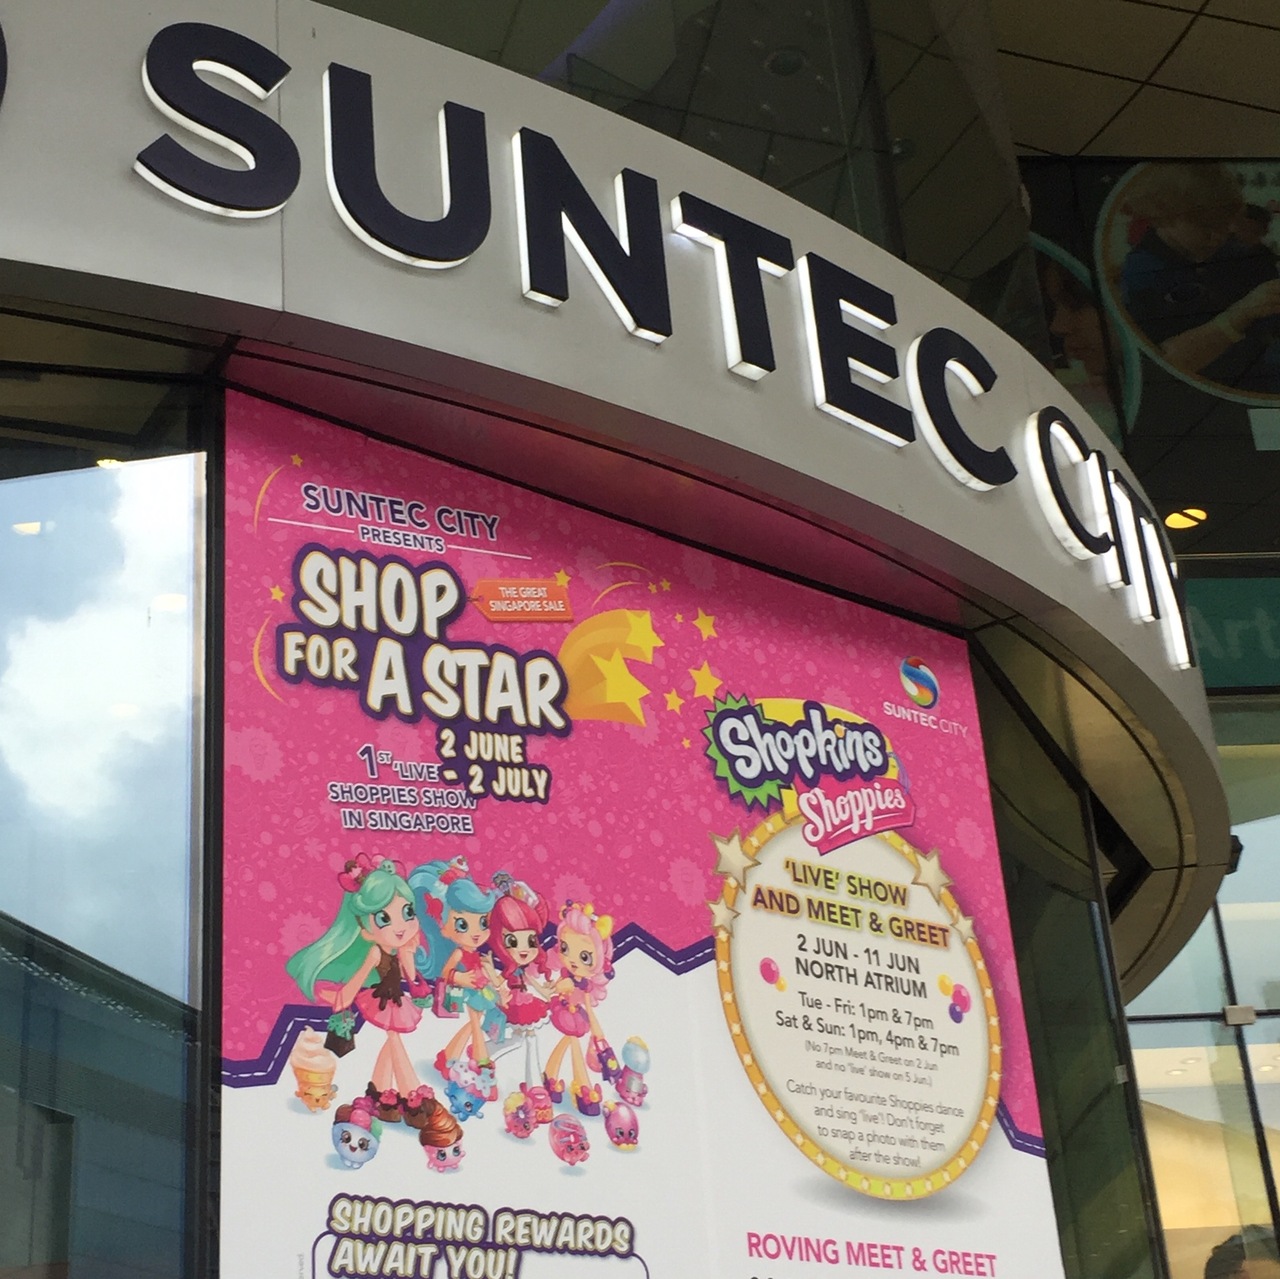 SUNTEC CITY
SUNTEC CITY
PRESENTS
SHOP
FOR A STAR
THE GREAT
SINGAPORE SALE
2 JUNE
- 2 JULY
1ST 'LIVE'
SHOPPIES SHOW
IN SINGAPORE
SUNTEC CITY
Shopkins
Shoppies
'LIVE' SHOW
AND MEET & GREET
2 JUN - 11 JUN
NORTH ATRIUM
Tue - Fri: 1pm & 7pm
Sat & Sun: 1pm, 4pm & 7pm
(No 7pm Meet & Greet on 2 Jun
and no 'live' show on 5 Jun.)
Catch your favourite Shoppies dance
and sing 'live'! Don't forget
to snap a photo with them
after the show!
SHOPPING REWARDS
AWAIT YOU!
ROVING MEET & GREET
Art